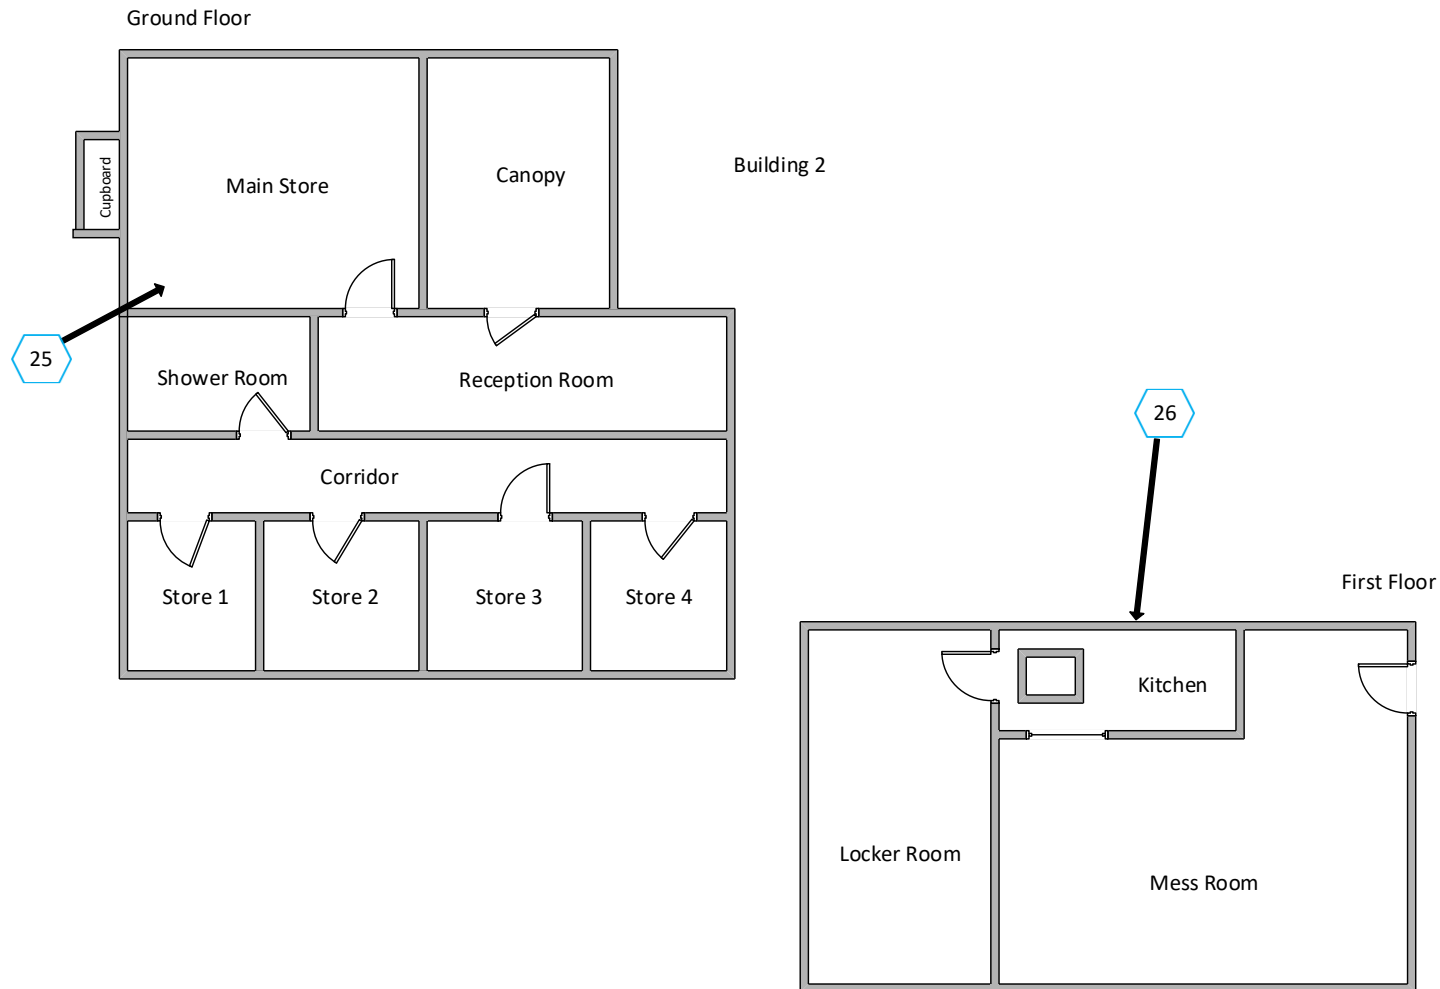 Ground Floor
Cupboard
Main Store
Canopy
Building 2
25
Shower Room
Reception Room
Corridor
26
Store 1
Store 2
Store 3
Store 4
First Floor
Kitchen
Locker Room
Mess Room